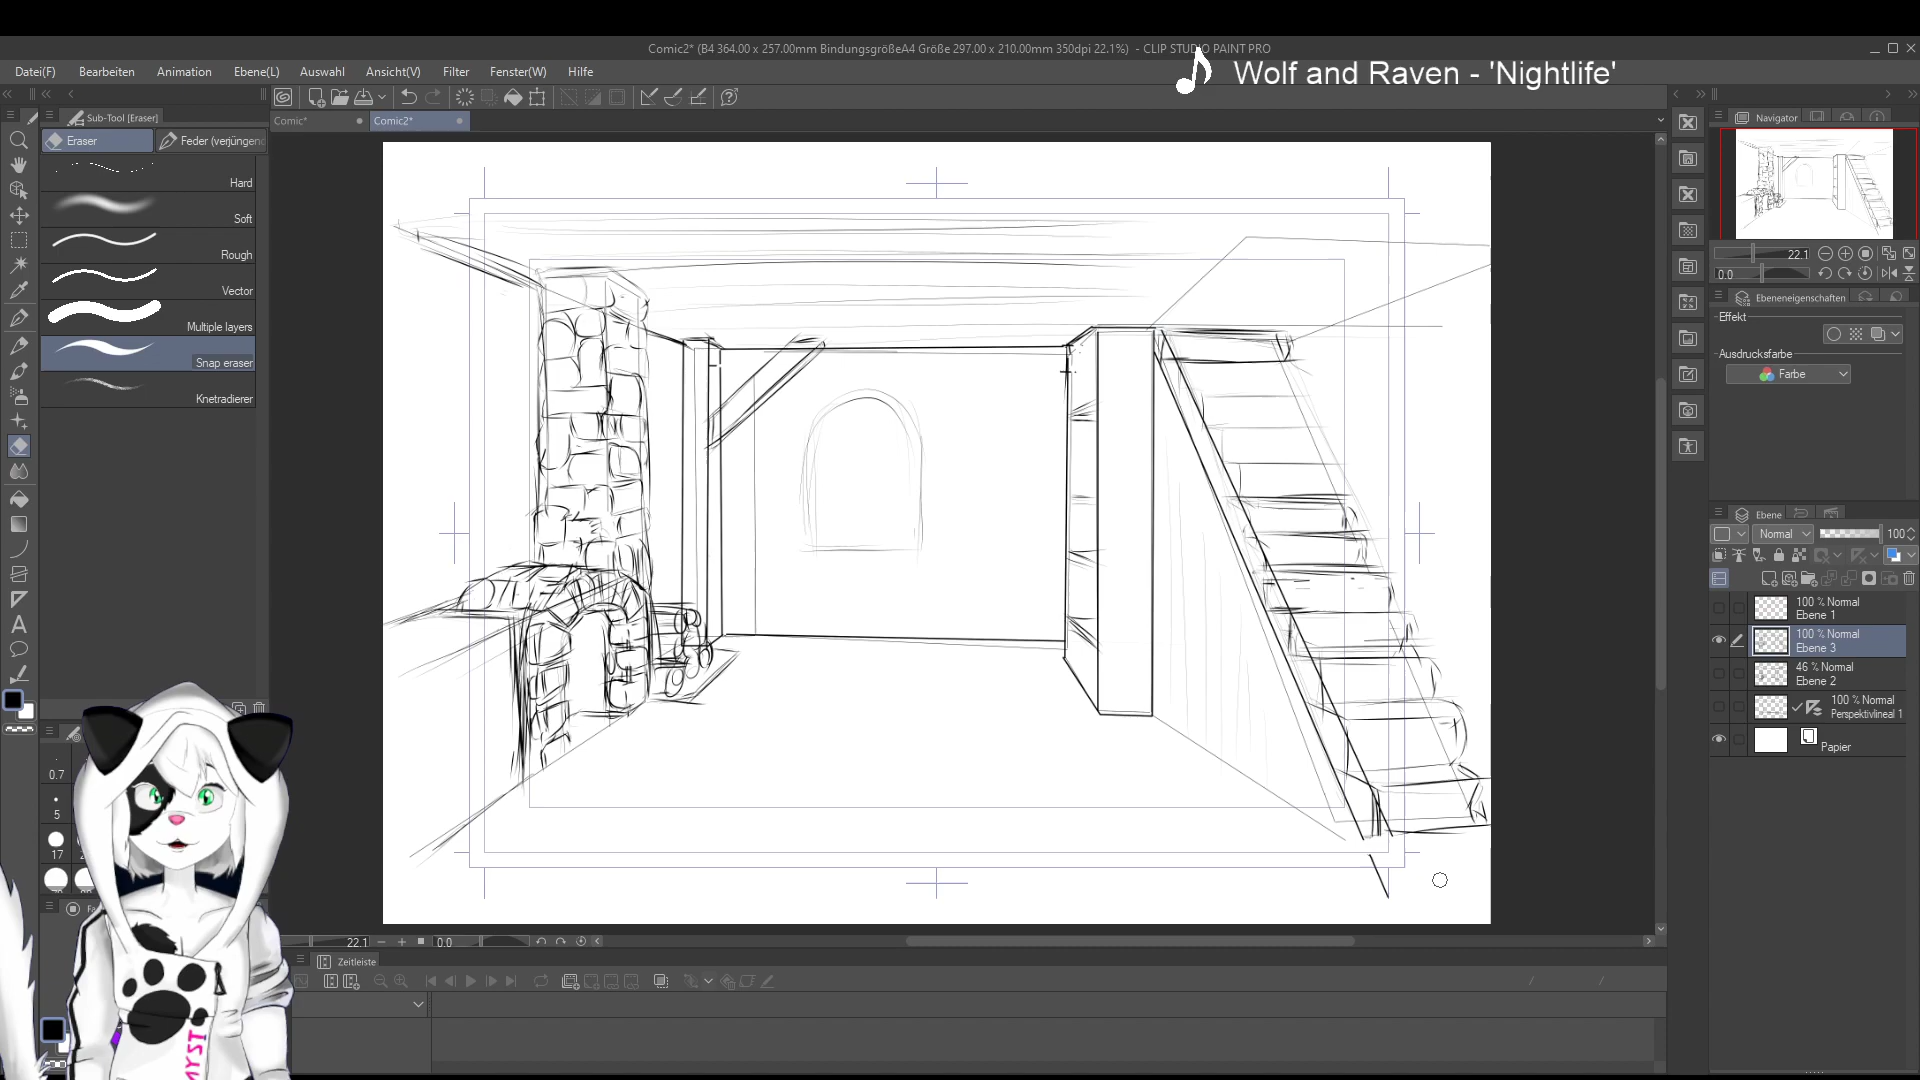 Comic2* (B4 364.00 x 257.00mm BindungsgrößeA4 Größe 297.00 x 210.00mm 350dpi 22.1%) - CLIP STUDIO PAINT PRO
Datei(F) Bearbeiten Animation Ebene(L) Auswahl Ansicht(V) Filter Fenster(W) Hilfe
Wolf and Raven - 'Nightlife'
Sub-Tool [Eraser]
Comic*
Comic2*
Navigator
Eraser
Feder (verjüngend
Hard
Soft
Rough
Vector
Multiple layers
Snap eraser
Knetradierer
22.1
0.0
Ebeneneigenschaften
Effekt
Ausdrucksfarbe
Farbe
Ebene
Normal
100
100 % Normal
Ebene 1
100 % Normal
Ebene 3
46 % Normal
Ebene 2
100 % Normal
Perspektivlineal 1
Papier
0.7
5
17
22.1
0.0
Zeitleiste
MYST